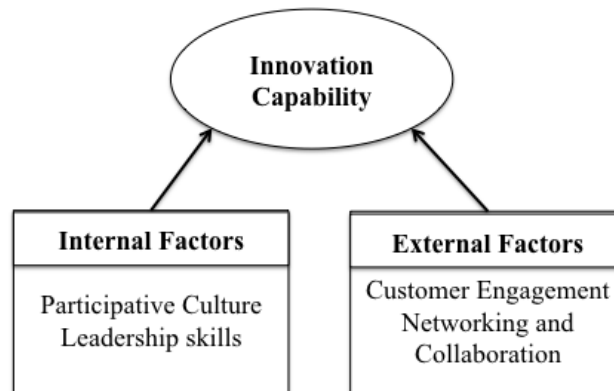 Innovation
Capability
Internal Factors
Participative Culture
Leadership skills
External Factors
Customer Engagement
Networking and
Collaboration